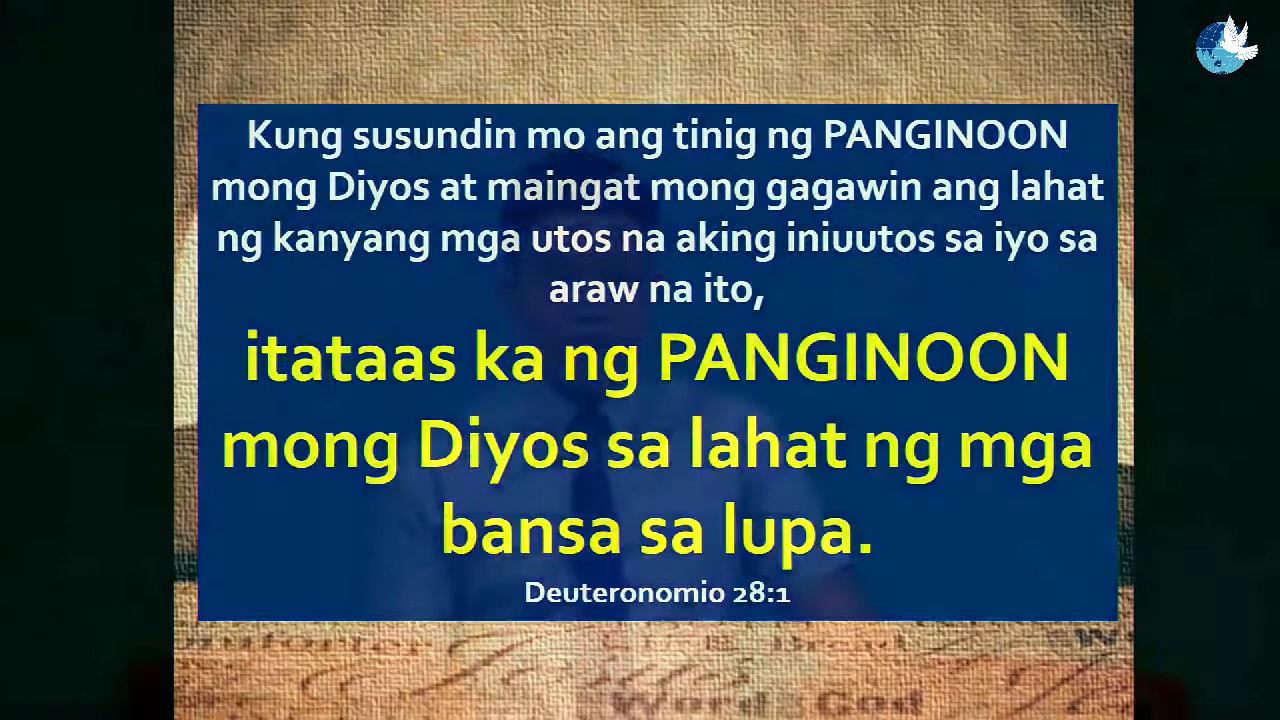 Kung susundin mo ang tinig ng PANGINOON
mong Diyos at maingat mong gagawin ang lahat
ng kanyang mga utos na aking iniuutos sa iyo sa
araw na ito,
itataas ka ng PANGINOON
mong Diyos sa lahat ng mga
bansa sa lupa.
Deuteronomio 28:1
Word God